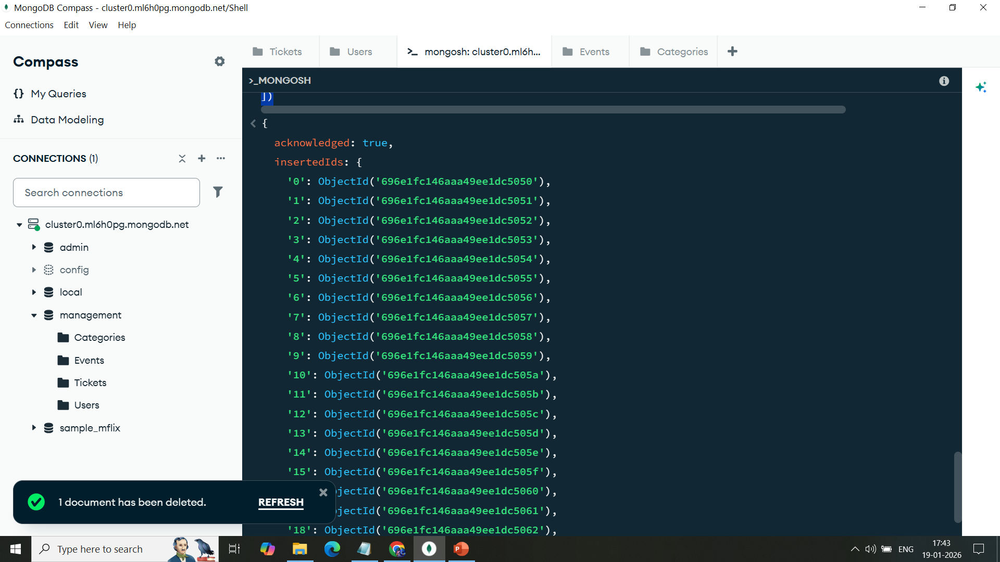 MongoDB Compass - cluster0.ml6h0pg.mongodb.net/Shell
Connections Edit View Help
Compass
My Queries
Data Modeling
CONNECTIONS (1)
Search connections
cluster0.ml6h0pg.mongodb.net
admin
config
local
management
Categories
Events
Tickets
Users
sample_mflix
Tickets
Users
>_ mongosh: cluster0.ml6h...
Events
Categories
>_MONGOSH
])
{
acknowledged: true,
insertedIds: {
'0': ObjectId('696e1fc146aaa49ee1dc5050'),
'1': ObjectId('696e1fc146aaa49ee1dc5051'),
'2': ObjectId('696e1fc146aaa49ee1dc5052'),
'3': ObjectId('696e1fc146aaa49ee1dc5053'),
'4': ObjectId('696e1fc146aaa49ee1dc5054'),
'5': ObjectId('696e1fc146aaa49ee1dc5055'),
'6': ObjectId('696e1fc146aaa49ee1dc5056'),
'7': ObjectId('696e1fc146aaa49ee1dc5057'),
'8': ObjectId('696e1fc146aaa49ee1dc5058'),
'9': ObjectId('696e1fc146aaa49ee1dc5059'),
'10': ObjectId('696e1fc146aaa49ee1dc505a'),
'11': ObjectId('696e1fc146aaa49ee1dc505b'),
'12': ObjectId('696e1fc146aaa49ee1dc505c'),
'13': ObjectId('696e1fc146aaa49ee1dc505d'),
'14': ObjectId('696e1fc146aaa49ee1dc505e'),
'15': ObjectId('696e1fc146aaa49ee1dc505f'),
jectId('696e1fc146aaa49ee1dc5060'),
jectId('696e1fc146aaa49ee1dc5061'),
'18': ObjectId('696e1fc146aaa49ee1dc5062'),
1 document has been deleted.
REFRESH
Type here to search
ENG
17:43
19-01-2026